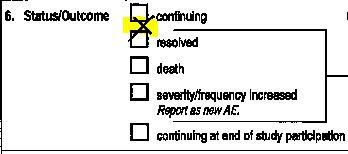 6. Status/Outcome
continuing
resolved
death
severity/frequency increased
Report as new AE.
continuing at end of study participation